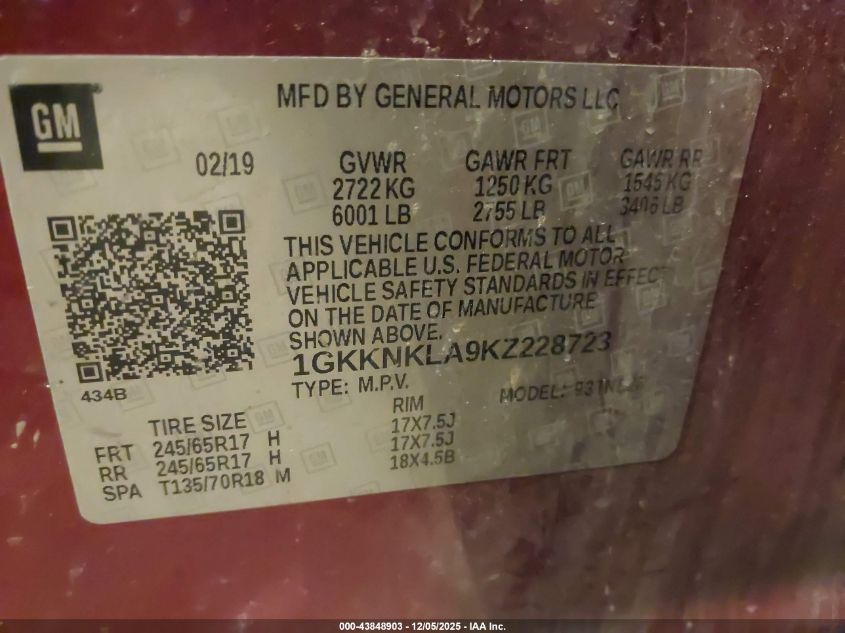 GM
MFD BY GENERAL MOTORS LLC
02/19 GVWR GAWR FRT GAWR RR
2722 KG 1250 KG 1545 KG
6001 LB 2755 LB 3406 LB
THIS VEHICLE CONFORMS TO ALL
APPLICABLE U.S. FEDERAL MOTOR
VEHICLE SAFETY STANDARDS IN EFFECT
ON THE DATE OF MANUFACTURE
SHOWN ABOVE.
1GKKNKLA9KZ228723
434B TYPE: M.P.V. MODEL:
TIRE SIZE RIM
FRT 245/65R17 H 17X7.5J
RR 245/65R17 H 17X7.5J
SPA T135/70R18 M 18X4.5B
000-43848903 - 12/05/2025 - IAA Inc.